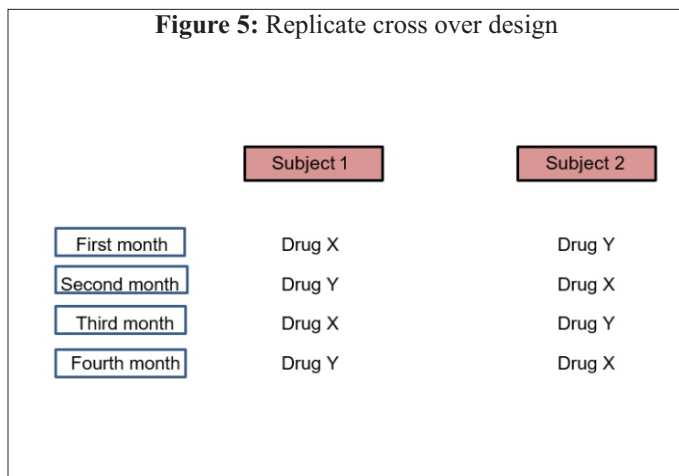 Figure 5: Replicate cross over design
Subject 1 Subject 2
First month Drug X Drug Y
Second month Drug Y Drug X
Third month Drug X Drug Y
Fourth month Drug Y Drug X